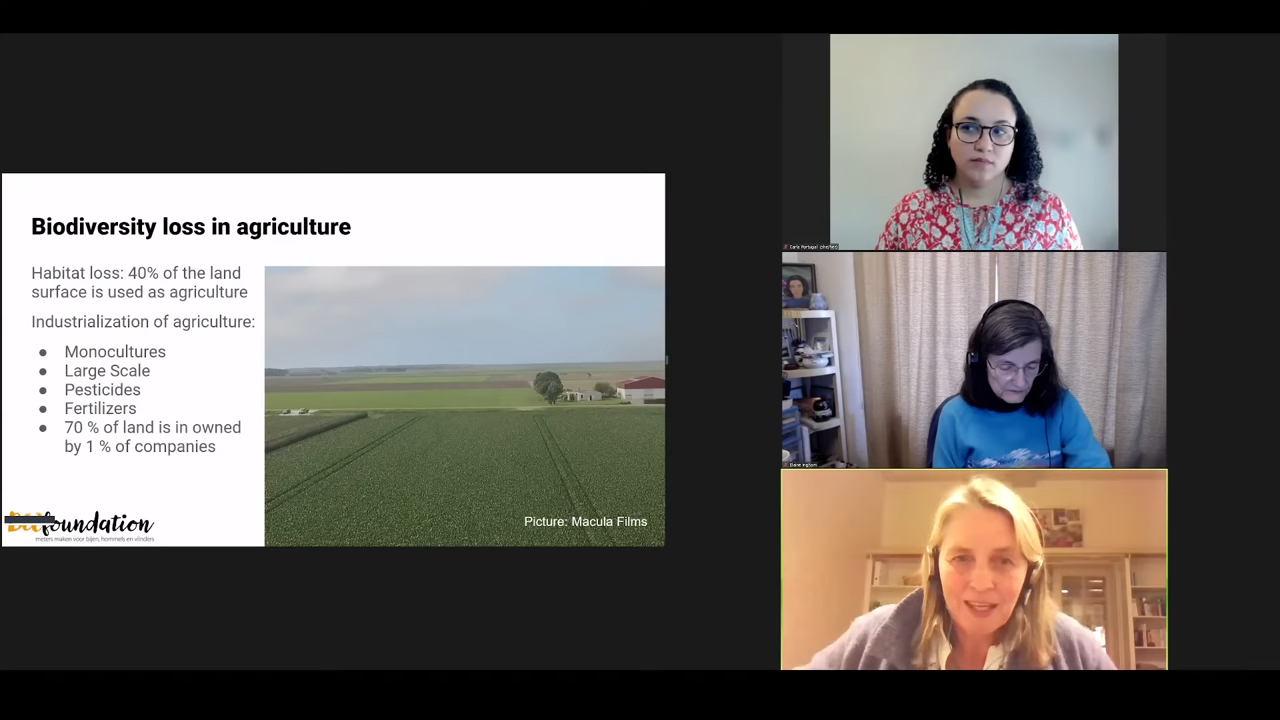 Biodiversity loss in agriculture
Habitat loss: 40% of the land
surface is used as agriculture
Industrialization of agriculture:
● Monocultures
● Large Scale
● Pesticides
● Fertilizers
● 70 % of land is in owned
by 1 % of companies
Picture: Macula Films
foundation
meters maken voor bijen, hommels en vlinders